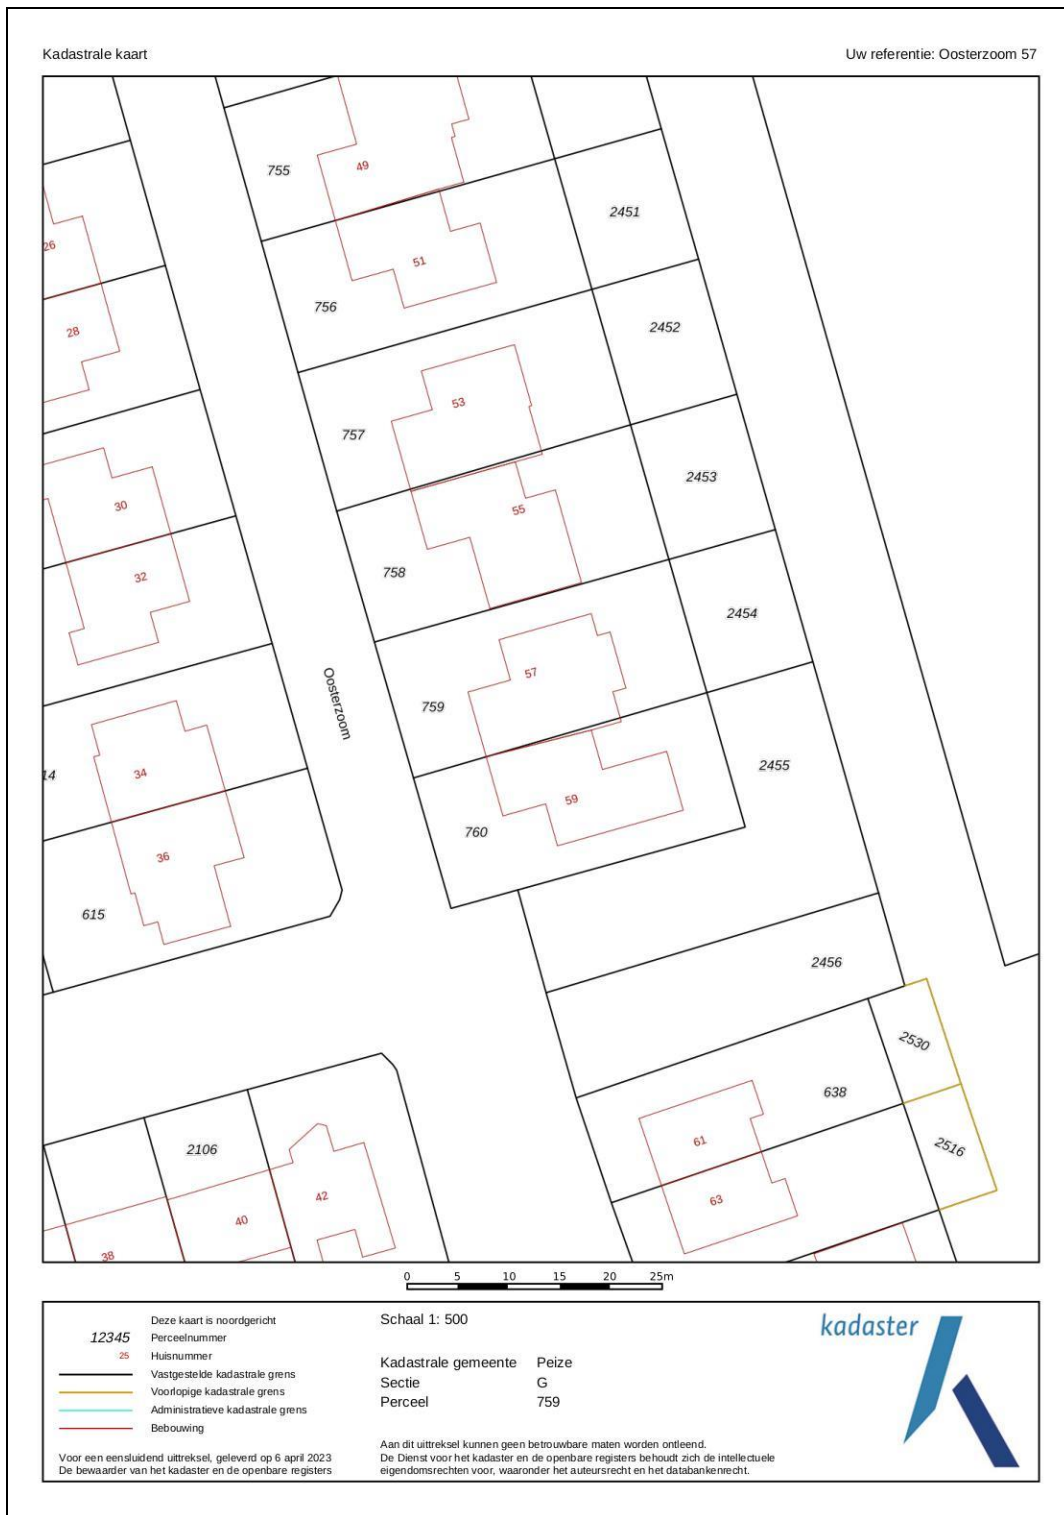 Kadastrale kaart
Uw referentie: Oosterzoom 57
755
49
2451
26
51
756
2452
28
53
757
2453
30
55
32
758
2454
57
Oosterzoom
759
2455
14
34
59
760
36
615
2456
2530
638
2106
61
2516
42
63
40
38
0 5 10 15 20 25m
Deze kaart is noordgericht
12345 Perceelnummer
25 Huisnummer
Vastgestelde kadastrale grens
Voorlopige kadastrale grens
Administratieve kadastrale grens
Bebouwing
Voor een eensluidend uittreksel, geleverd op 6 april 2023
De bewaarder van het kadaster en de openbare registers
Schaal 1: 500
Kadastrale gemeente Peize
Sectie G
Perceel 759
Aan dit uittreksel kunnen geen betrouwbare maten worden ontleend.
De Dienst voor het kadaster en de openbare registers behoudt zich de intellectuele
eigendomsrechten voor, waaronder het auteursrecht en het databankenrecht.
kadaster